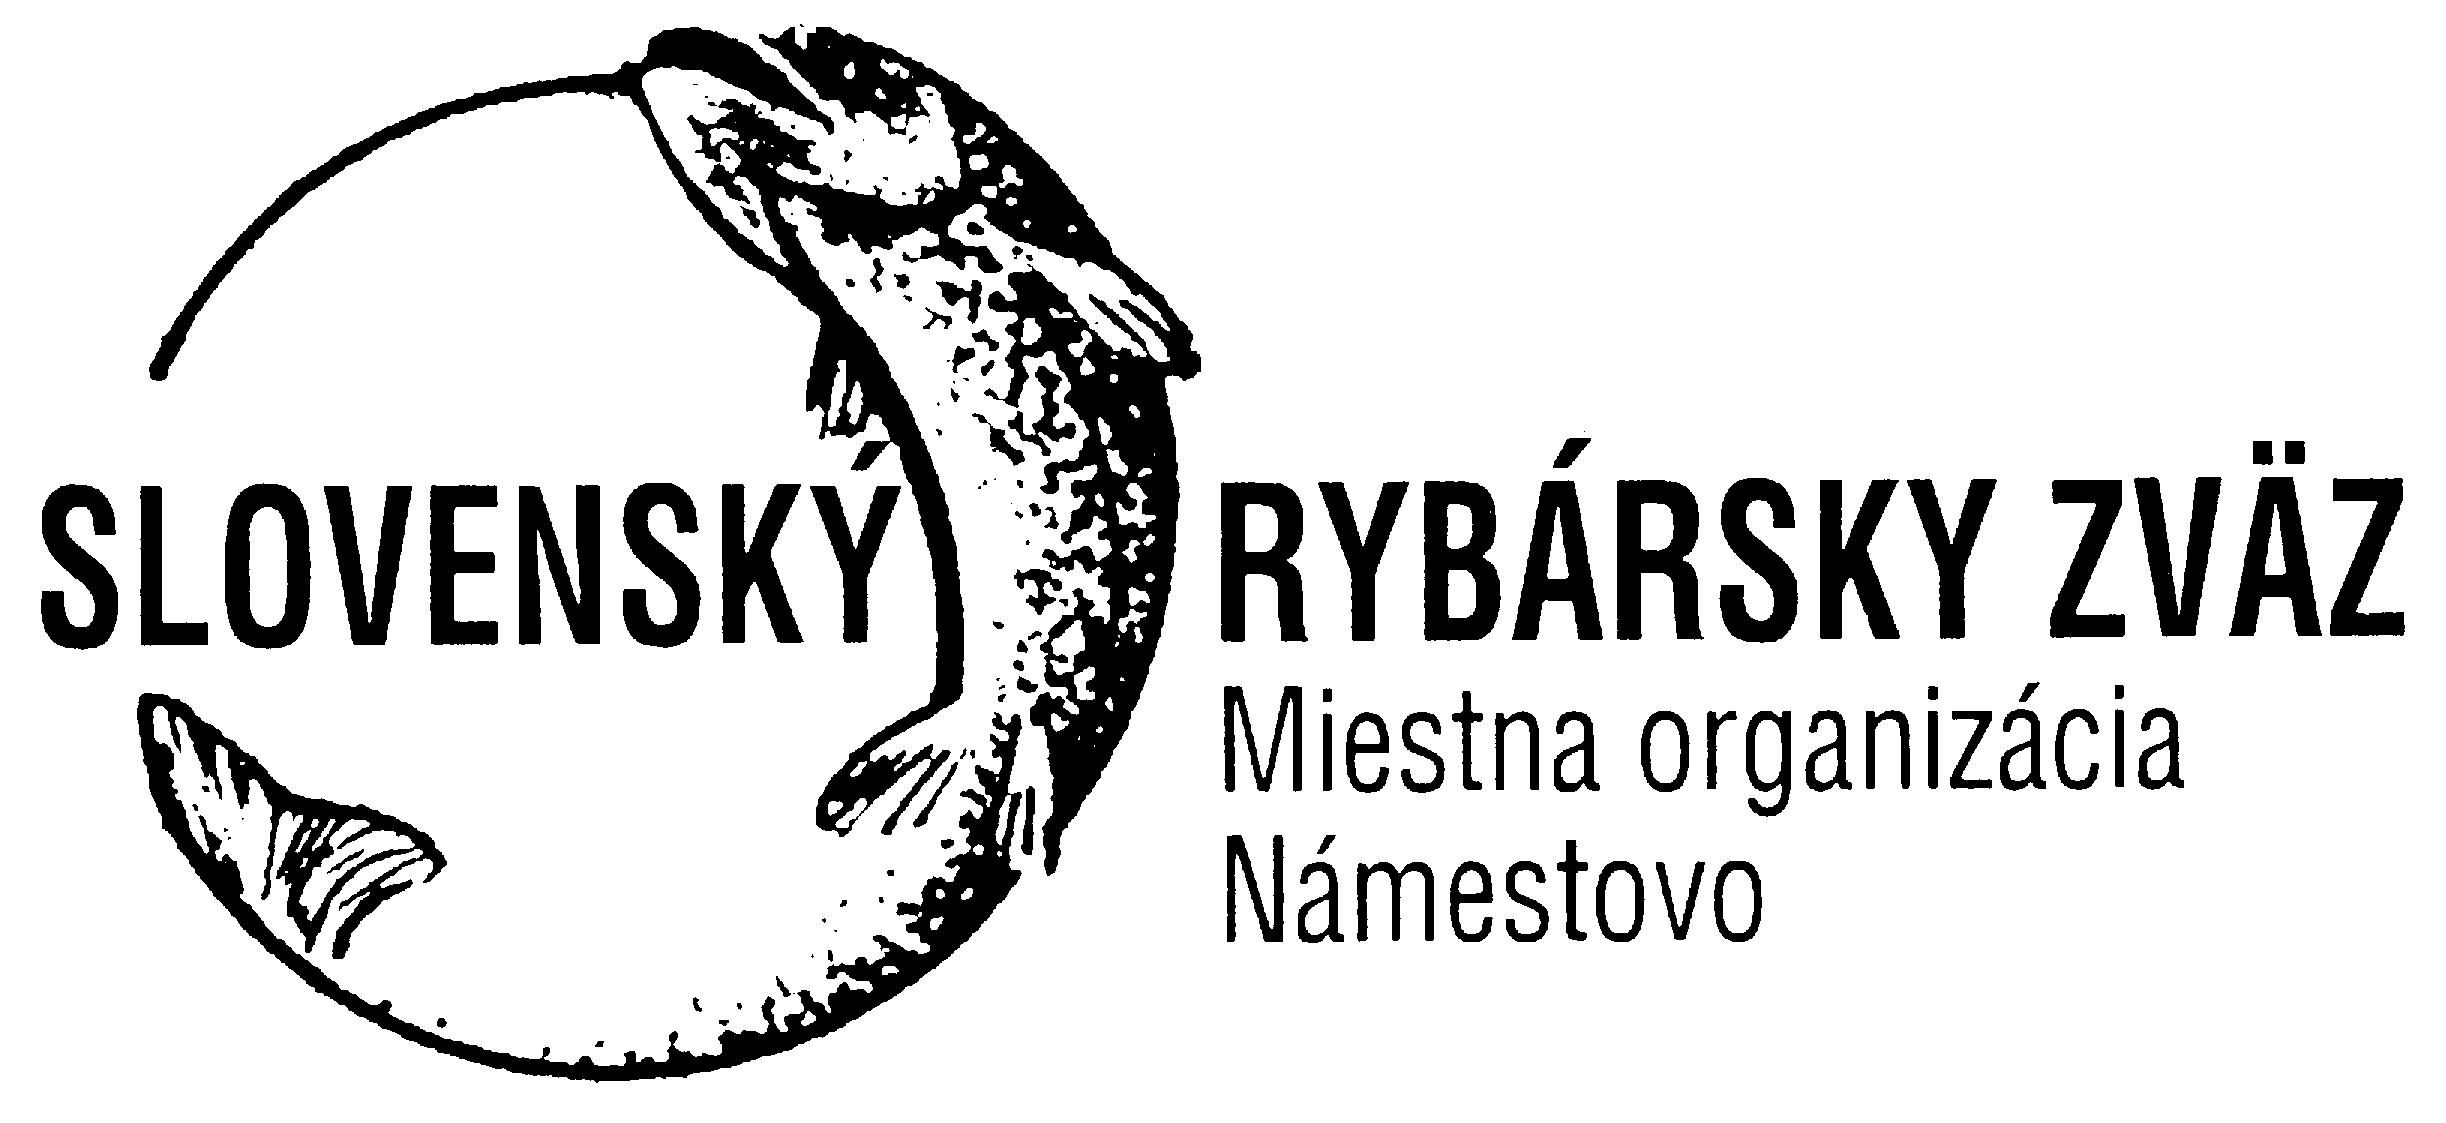 SLOVENSKÝ RYBÁRSKY ZVÄZ
Miestna organizácia
Námestovo